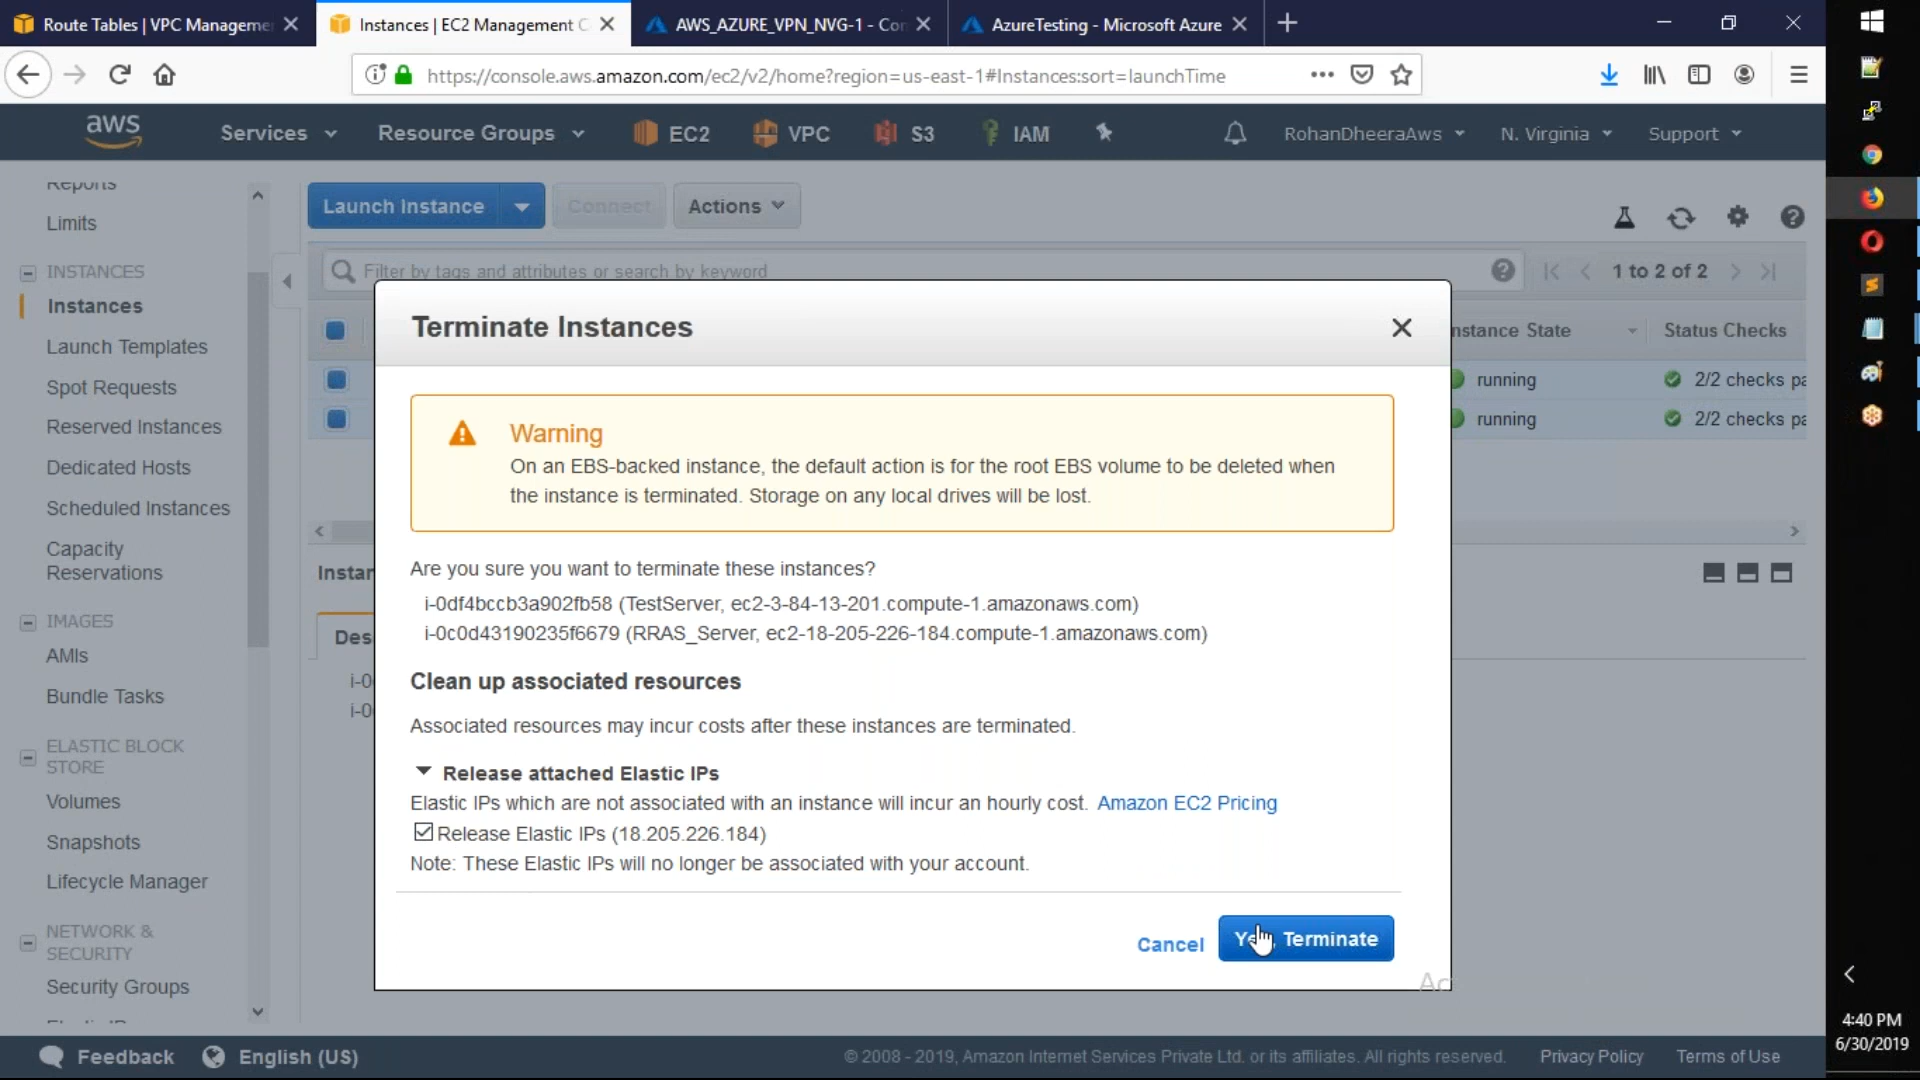 Route Tables | VPC Manageme
Instances | EC2 Management C
AWS_AZURE_VPN_NVG-1 - Con
AzureTesting - Microsoft Azure
https://console.aws.amazon.com/ec2/v2/home?region=us-east-1#Instances:sort=launchTime
aws
Services
Resource Groups
EC2
VPC
S3
IAM
RohanDheeraAws
N. Virginia
Support
Reports
Limits
INSTANCES
Instances
Launch Templates
Spot Requests
Reserved Instances
Dedicated Hosts
Scheduled Instances
Capacity
Reservations
IMAGES
AMIs
Bundle Tasks
ELASTIC BLOCK
STORE
Volumes
Snapshots
Lifecycle Manager
NETWORK &
SECURITY
Security Groups
Launch Instance
Connect
Actions
Filter by tags and attributes or search by keyword
1 to 2 of 2
nstance State
Status Checks
running
2/2 checks pa
running
2/2 checks pa
Instan
Des
i-0
i-0
Terminate Instances
Warning
On an EBS-backed instance, the default action is for the root EBS volume to be deleted when
the instance is terminated. Storage on any local drives will be lost.
Are you sure you want to terminate these instances?
i-0df4bccb3a902fb58 (TestServer, ec2-3-84-13-201.compute-1.amazonaws.com)
i-0c0d43190235f6679 (RRAS_Server, ec2-18-205-226-184.compute-1.amazonaws.com)
Clean up associated resources
Associated resources may incur costs after these instances are terminated.
Release attached Elastic IPs
Elastic IPs which are not associated with an instance will incur an hourly cost. Amazon EC2 Pricing
Release Elastic IPs (18.205.226.184)
Note: These Elastic IPs will no longer be associated with your account.
Cancel
Yes, Terminate
Ac
Feedback
English (US)
© 2008 - 2019, Amazon Internet Services Private Ltd. or its affiliates. All rights reserved.
Privacy Policy
Terms of Use
4:40 PM
6/30/2019